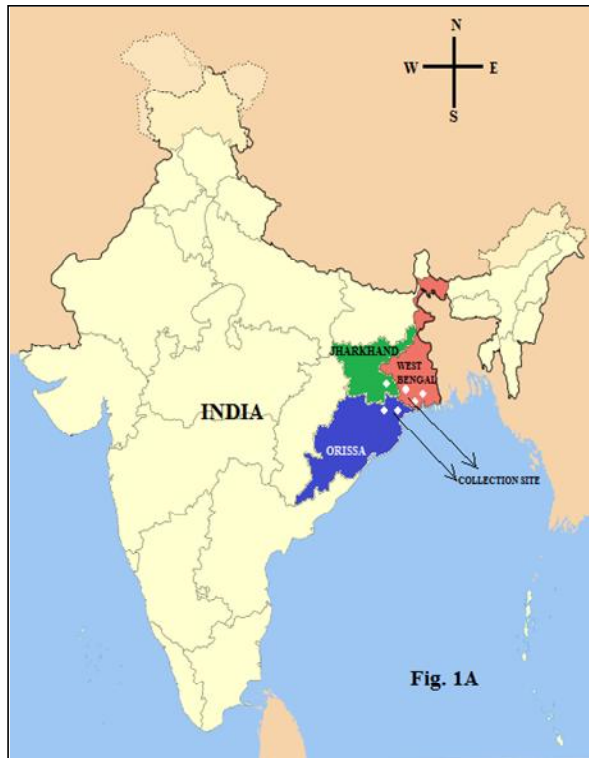 N
W E
S
JHARKHAND
WEST
BENGAL
INDIA
ORISSA
COLLECTION SITE
Fig. 1A